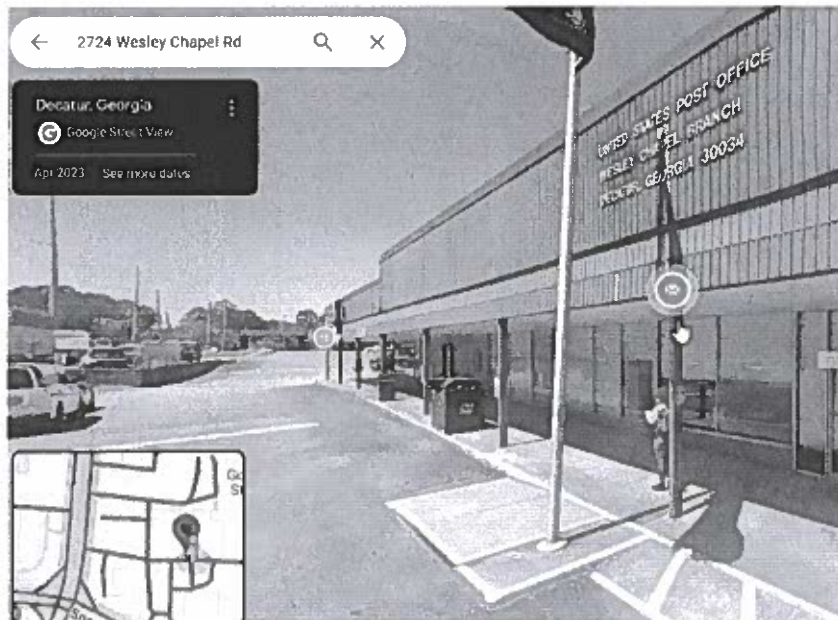 2724 Wesley Chapel Rd
Decatur, Georgia
Google Street View
Apr 2023 See more dates
UNITED STATES POST OFFICE
WESLEY CHAPEL BRANCH
DECATUR, GEORGIA 30034